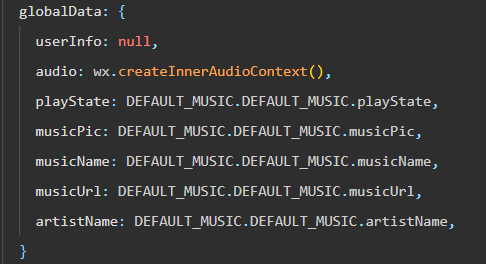 globalData: {
userInfo: null,
audio: wx.createInnerAudioContext(),
playState: DEFAULT_MUSIC.DEFAULT_MUSIC.playState,
musicPic: DEFAULT_MUSIC.DEFAULT_MUSIC.musicPic,
musicName: DEFAULT_MUSIC.DEFAULT_MUSIC.musicName,
musicUrl: DEFAULT_MUSIC.DEFAULT_MUSIC.musicUrl,
artistName: DEFAULT_MUSIC.DEFAULT_MUSIC.artistName,
}